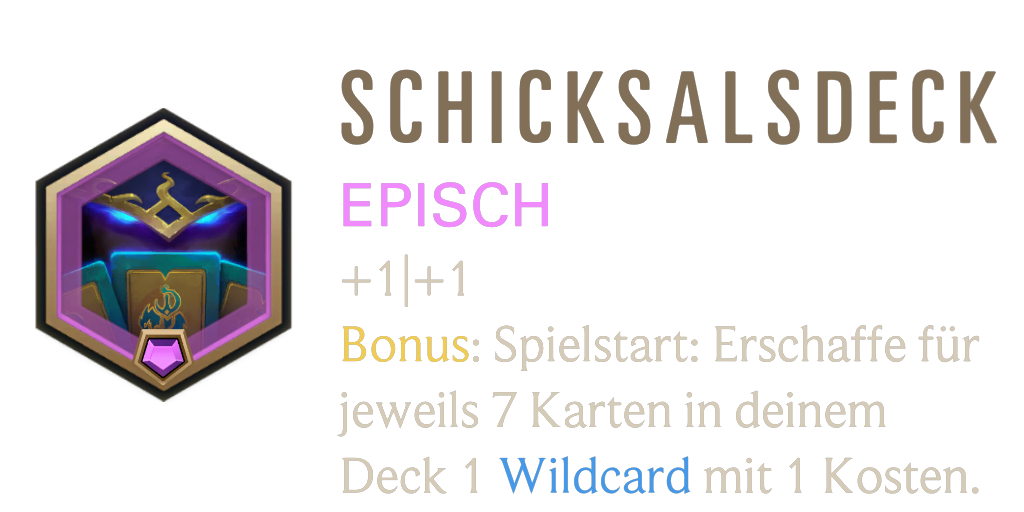 SCHICKSALSDECK
EPISCH
+1|+1
Bonus: Spielstart: Erschaffe für
jeweils 7 Karten in deinem
Deck 1 Wildcard mit 1 Kosten.